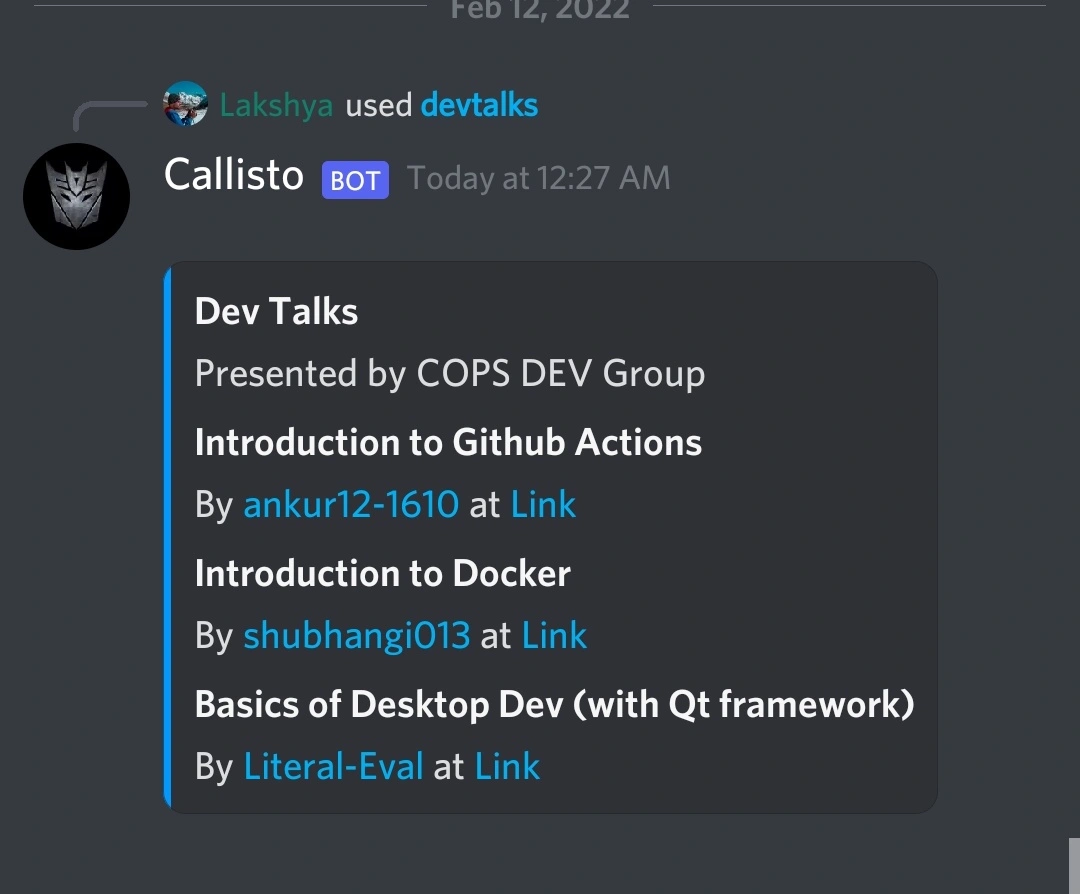 Feb 12, 2022
Lakshya used devtalks
Callisto BOT Today at 12:27 AM
Dev Talks
Presented by COPS DEV Group
Introduction to Github Actions
By ankur12-1610 at Link
Introduction to Docker
By shubhangi013 at Link
Basics of Desktop Dev (with Qt framework)
By Literal-Eval at Link